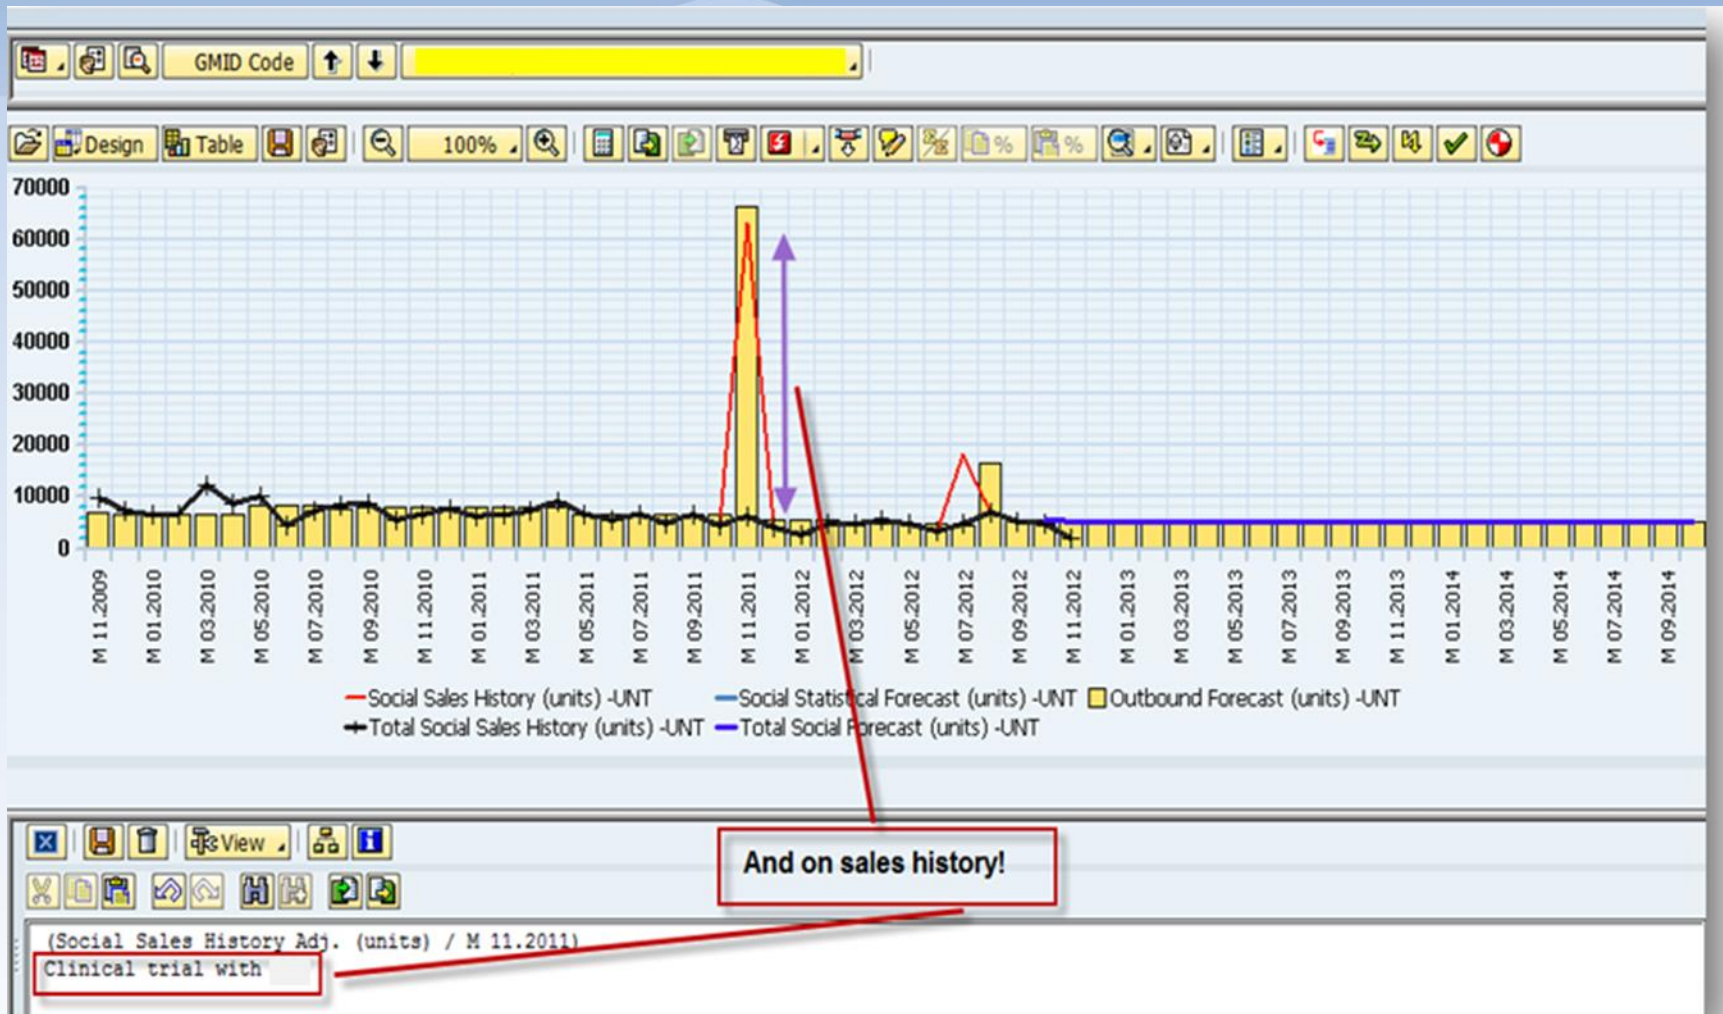 GMID Code
Design Table 100% % %
70000
60000
50000
40000
30000
20000
10000
0
M 11.2009 M 01.2010 M 03.2010 M 05.2010 M 07.2010 M 09.2010 M 11.2010 M 01.2011 M 03.2011 M 05.2011 M 07.2011 M 09.2011 M 11.2011 M 01.2012 M 03.2012 M 05.2012 M 07.2012 M 09.2012 M 11.2012 M 01.2013 M 03.2013 M 05.2013 M 07.2013 M 09.2013 M 11.2013 M 01.2014 M 03.2014 M 05.2014 M 07.2014 M 09.2014
Social Sales History (units) -UNT Social Statistical Forecast (units) -UNT Outbound Forecast (units) -UNT
Total Social Sales History (units) -UNT Total Social Forecast (units) -UNT
View
And on sales history!
(Social Sales History Adj. (units) / M 11.2011)
Clinical trial with